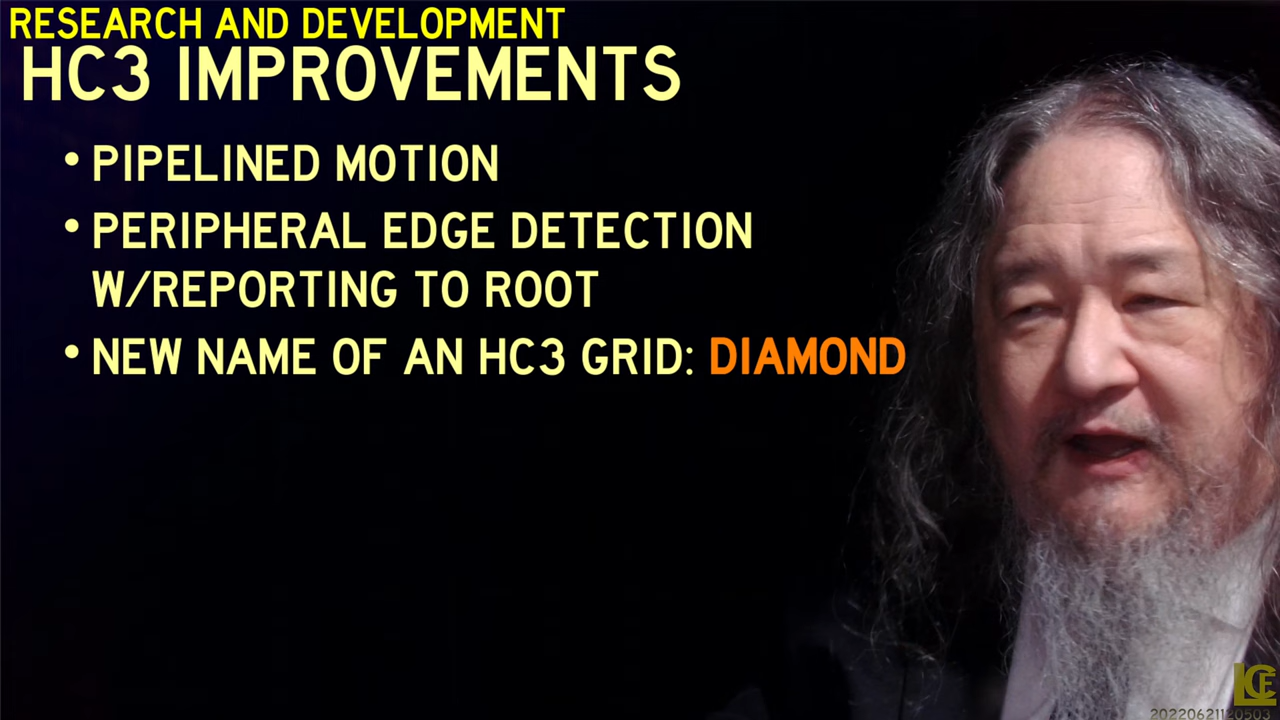 RESEARCH AND DEVELOPMENT
HC3 IMPROVEMENTS
• PIPELINED MOTION
• PERIPHERAL EDGE DETECTION
W/REPORTING TO ROOT
• NEW NAME OF AN HC3 GRID: DIAMOND
20220621120503